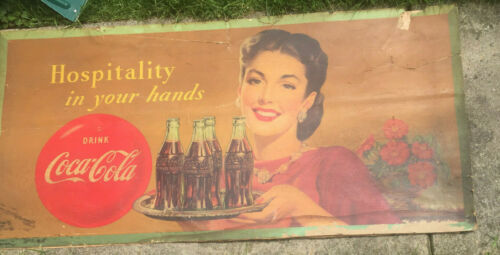 Hospitality
in your hands
DRINK
Coca-Cola